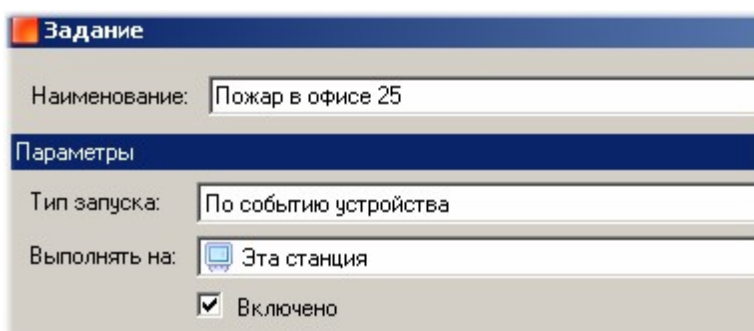 Задание
Наименование: Пожар в офисе 25
Параметры
Тип запуска: По событию устройства
Выполнять на: Эта станция
Включено